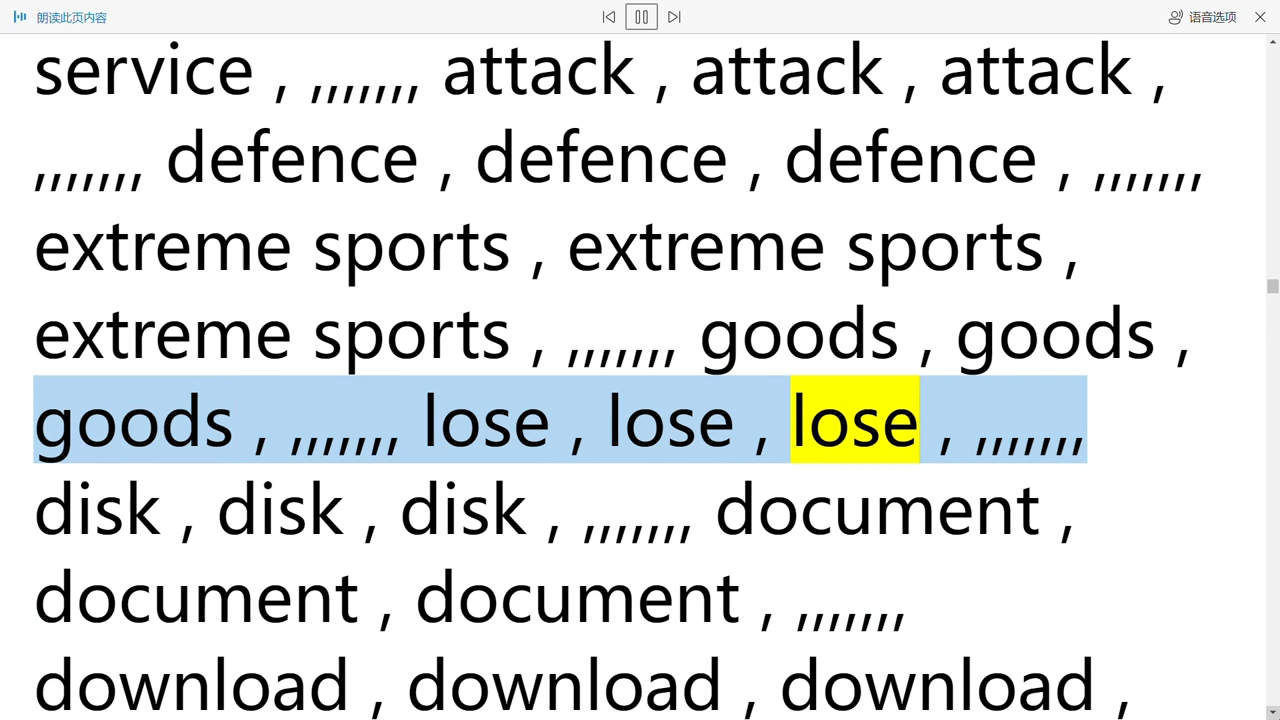 朗读此页内容
语音选项
service , ,,,,,,, attack , attack , attack ,
,,,,,,, defence , defence , defence , ,,,,,,,
extreme sports , extreme sports ,
extreme sports , ,,,,,,, goods , goods ,
goods , ,,,,,,, lose , lose , lose , ,,,,,,,
disk , disk , disk , ,,,,,,, document ,
document , document , ,,,,,,,
download , download , download ,